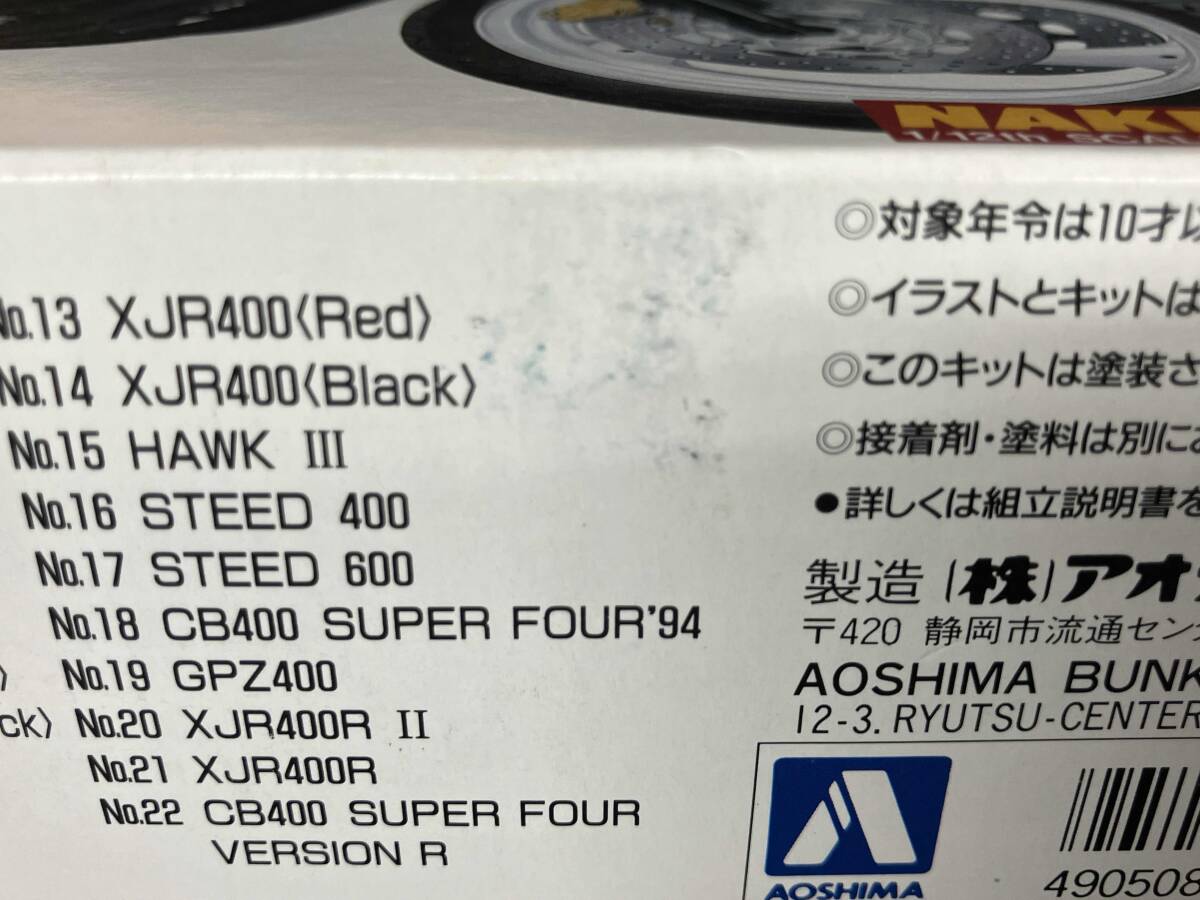 NAK
1/12th SCAL
No.13 XJR400〈Red〉
No.14 XJR400〈Black〉
No.15 HAWK III
No.16 STEED 400
No.17 STEED 600
No.18 CB400 SUPER FOUR'94
〉 No.19 GPZ400
ck〉 No.20 XJR400R II
No.21 XJR400R
No.22 CB400 SUPER FOUR
VERSION R
◎対象年令は10才以
◎イラストとキットは
◎このキットは塗装さ
◎接着剤・塗料は別に
●詳しくは組立説明書を
製造 (株)アオ
〒420 静岡市流通セン
AOSHIMA BUNK
12-3. RYUTSU-CENTER
AOSHIMA
490508